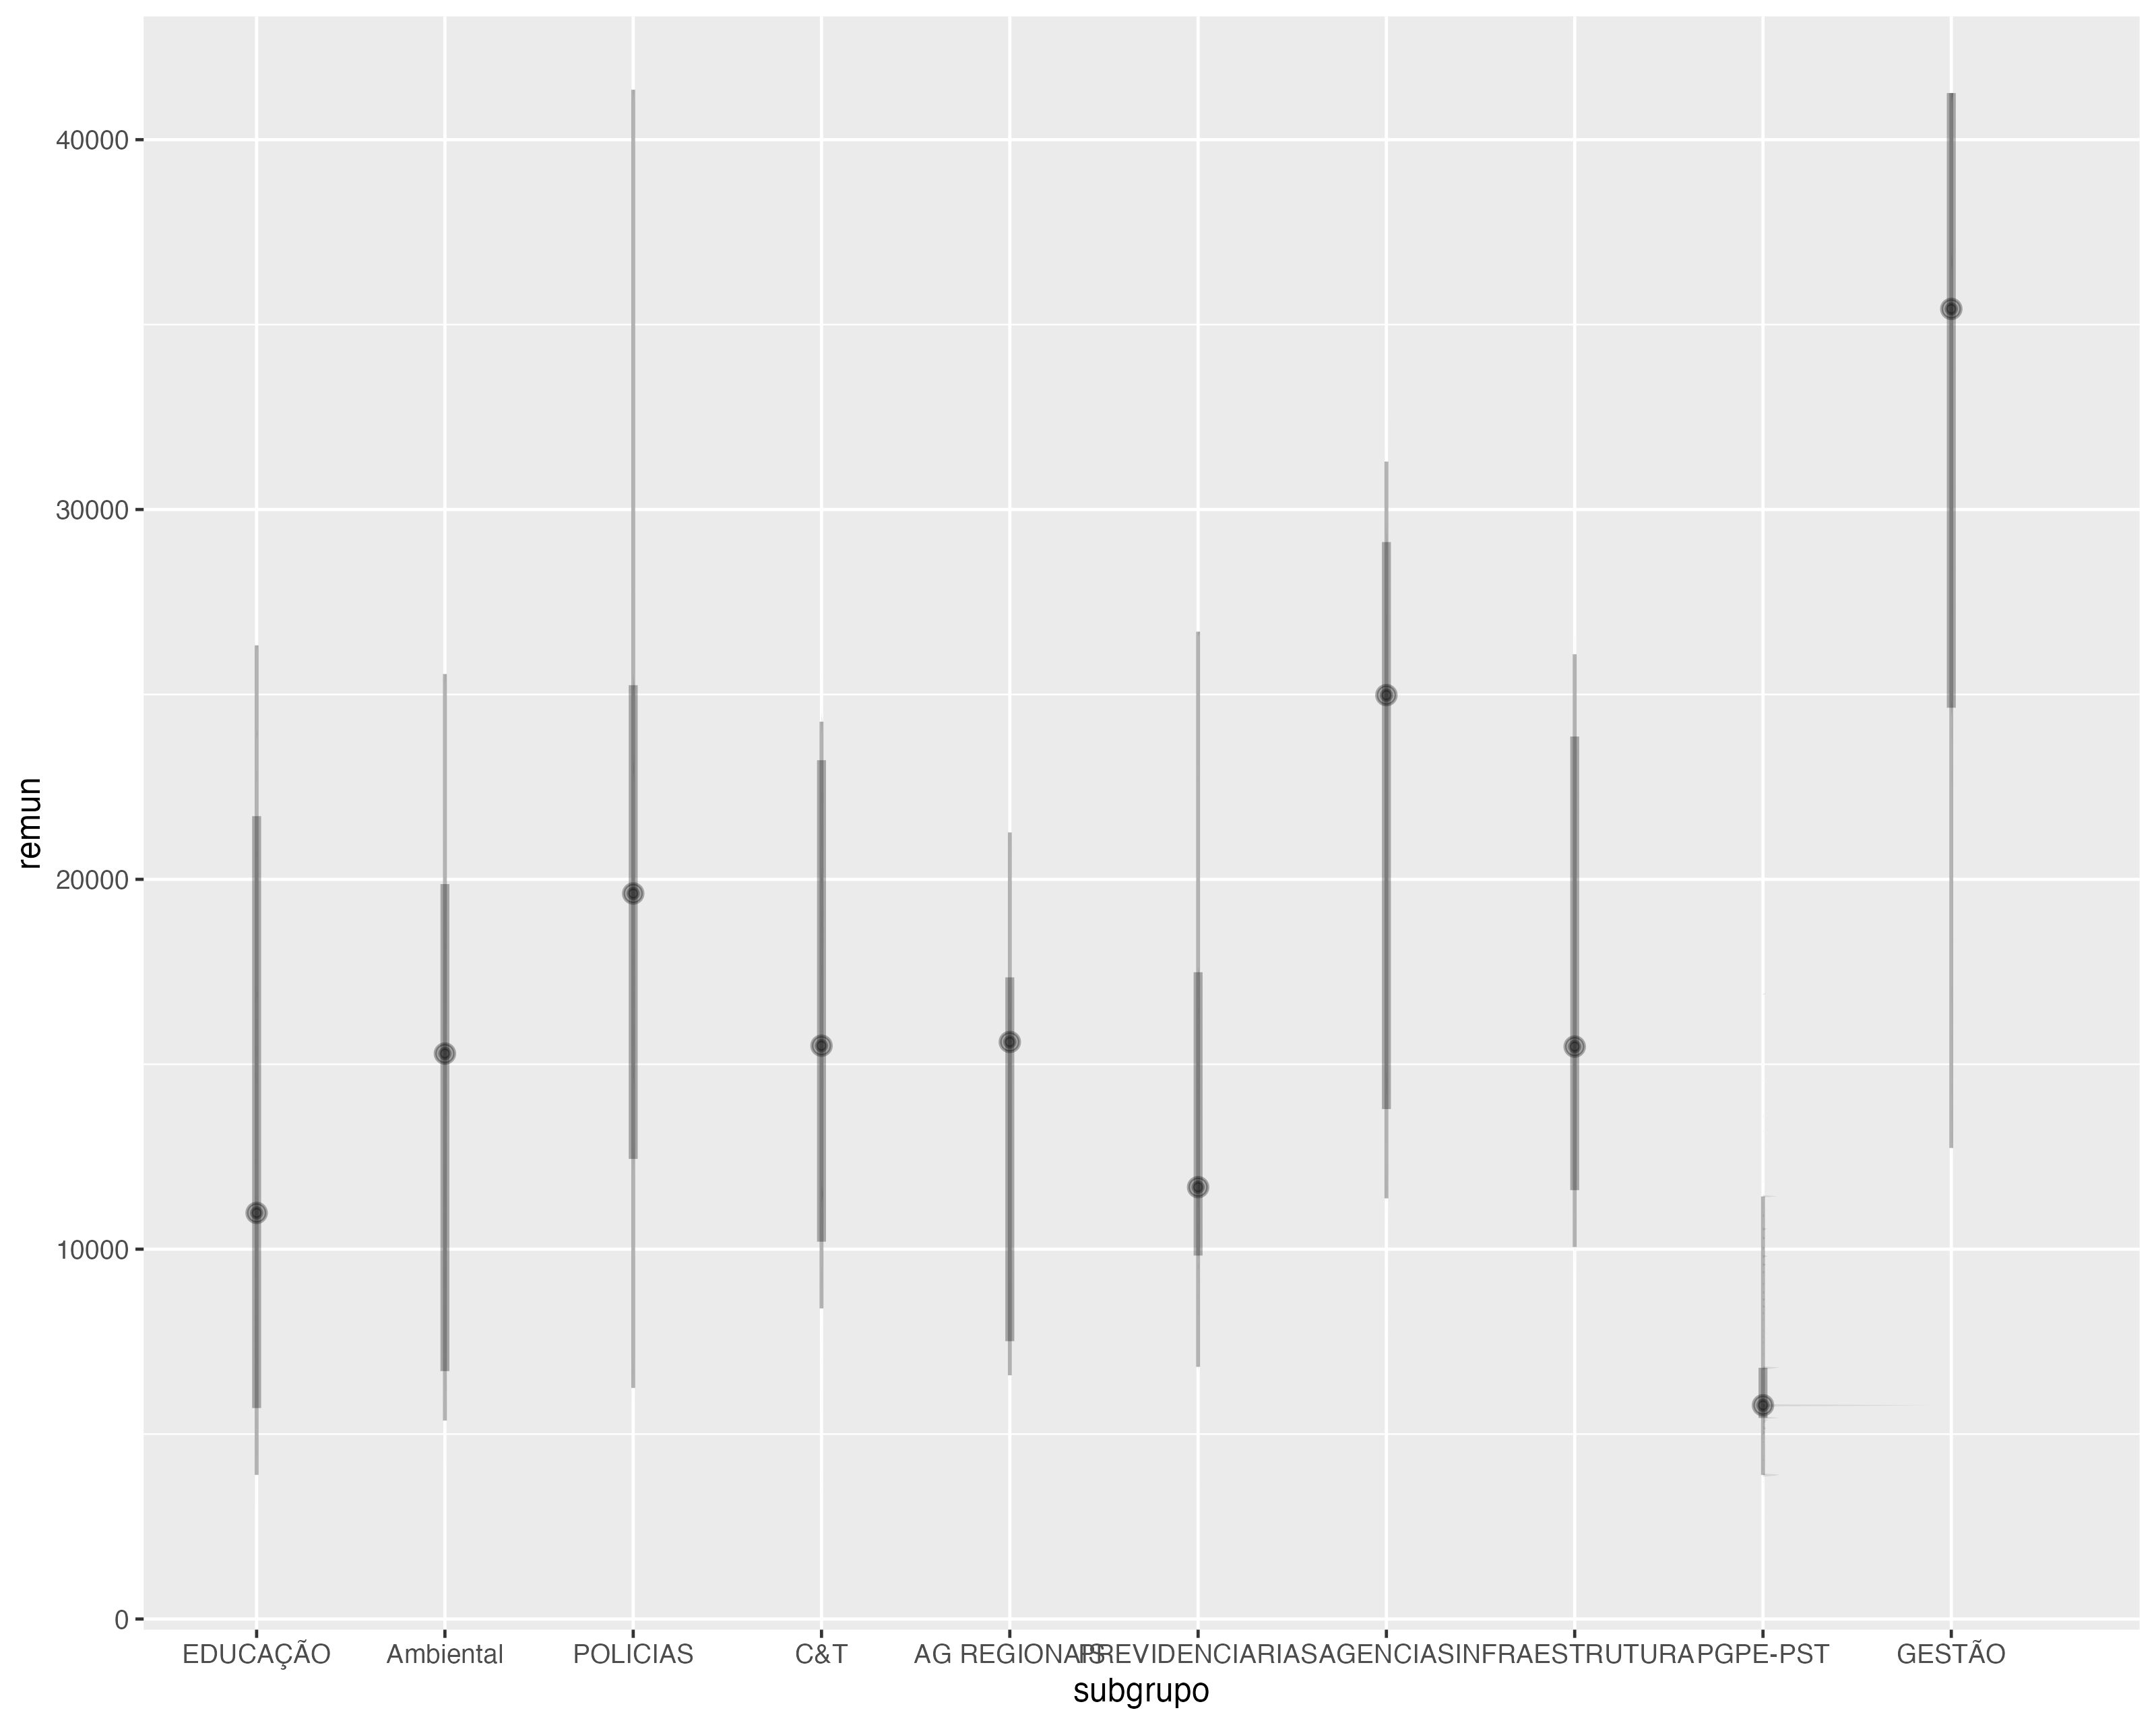 40000
30000
20000
10000
0
remun
EDUCAÇÃO Ambiental POLICIAS C&T AG REGIONAIS PREVIDENCIARIAS AGENCIAS INFRAESTRUTURA PGPE-PST GESTÃO
subgrupo